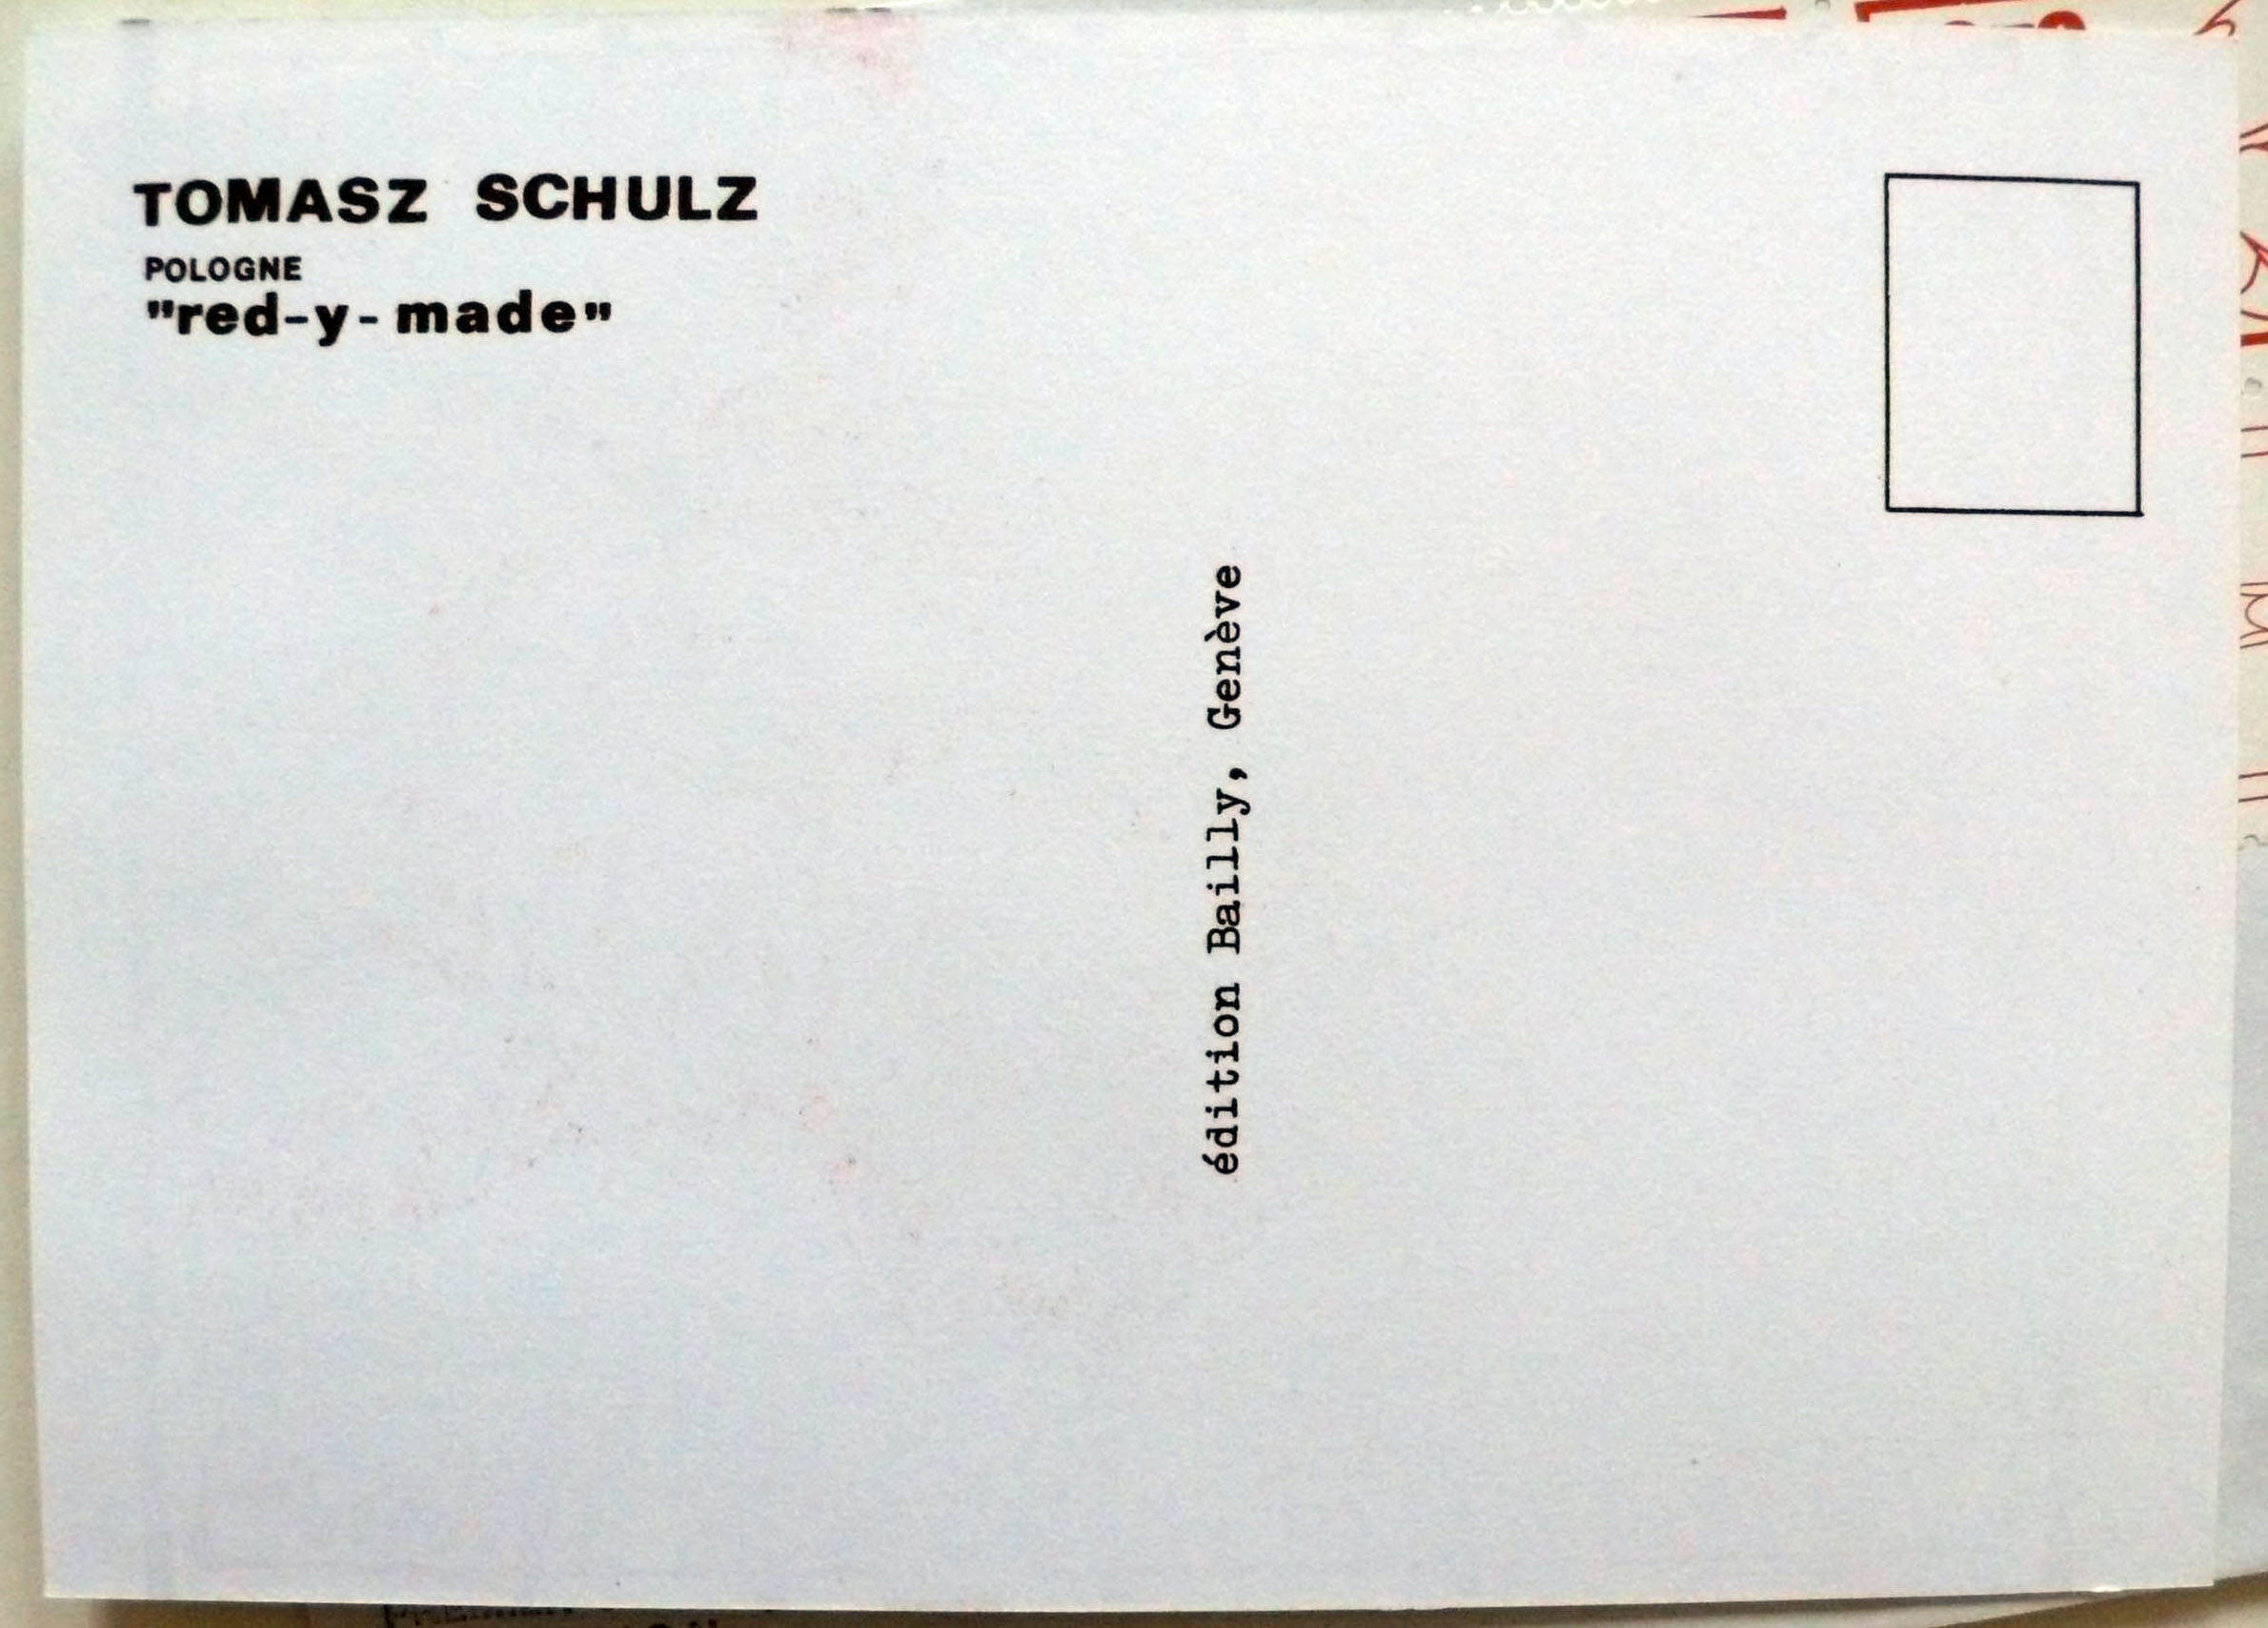 TOMASZ SCHULZ
POLOGNE
"red-y-made"
édition Bailly, Genève